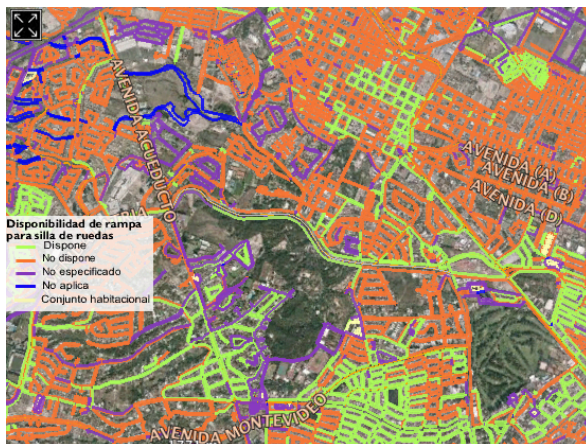 AVENIDA ACUEDUCTO
AVENIDA (A)
AVENIDA (B)
AVENIDA (D)
Disponibilidad de rampa
para silla de ruedas
Dispone
No dispone
No especificado
No aplica
Conjunto habitacional
AVENIDA MONTEVIDEO